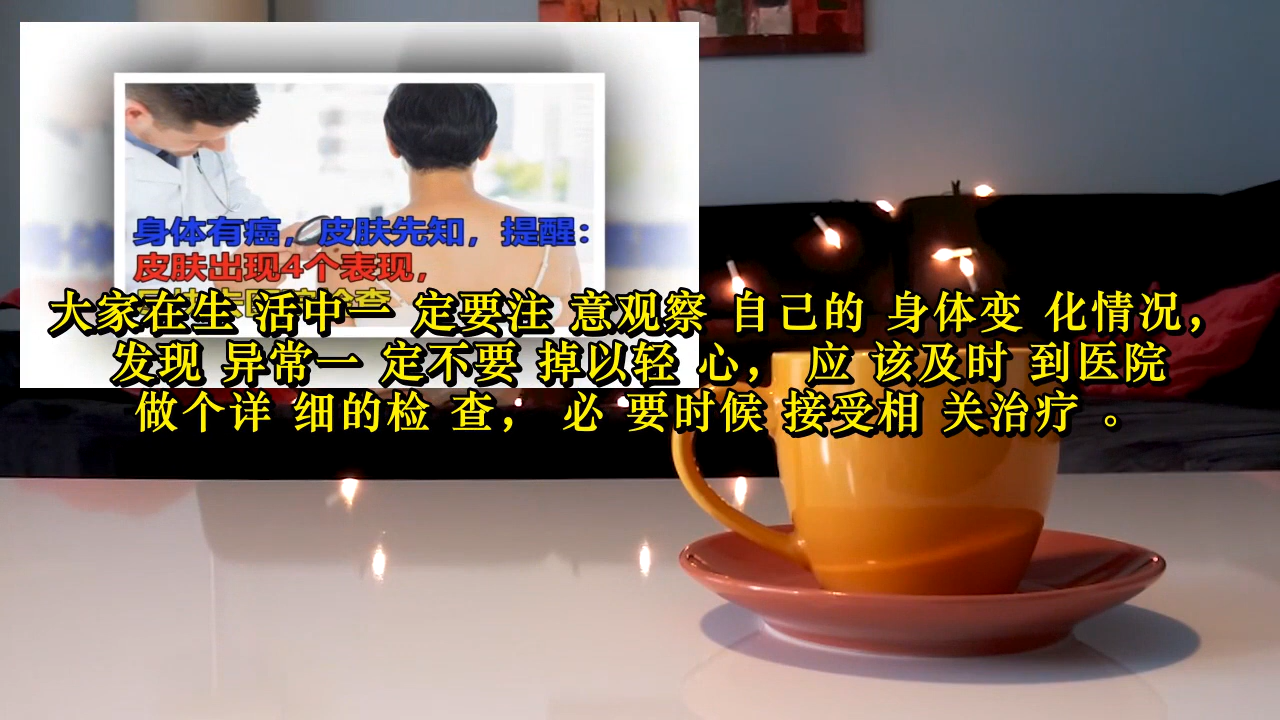 身体有癌，皮肤先知，提醒：
皮肤出现4个表现，
大家在生 活中一 定要注 意观察 自己的 身体变 化情况，
发现 异常一 定不要 掉以轻 心， 应 该及时 到医院
做个详 细的检 查， 必 要时候 接受相 关治疗 。